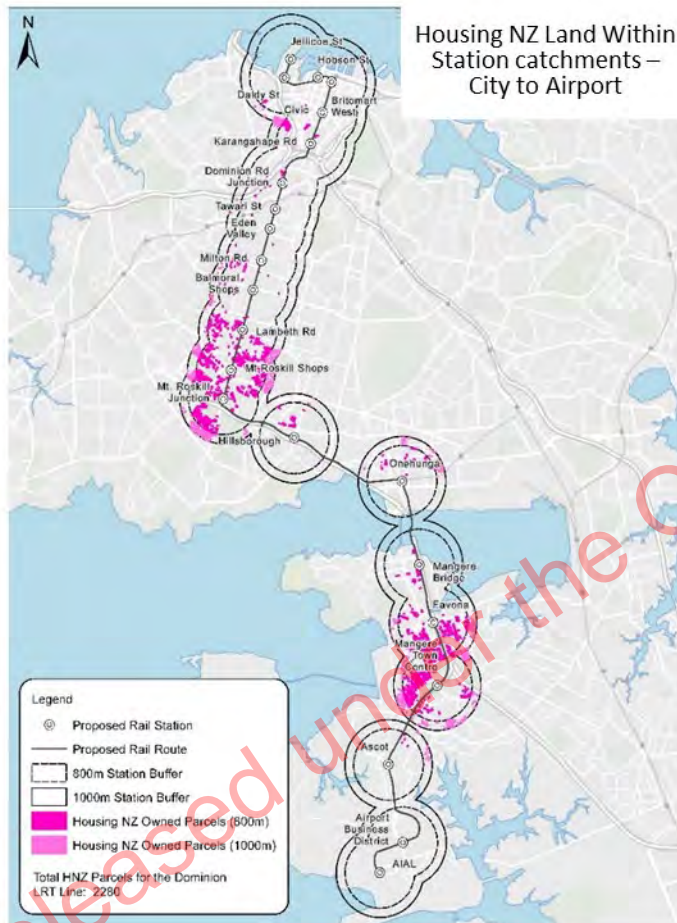 Housing NZ Land Within
Station catchments –
City to Airport
N
Jellicoe St
Hobson St
Daldy St
Civic
Britomart
West
Karangahape Rd
Dominion Rd
Junction
Tawari St
Eden
Valley
Milton Rd
Balmoral
Shops
Lambeth Rd
Mt Roskill Shops
Mt. Roskill
Junction
Hillsborough
Onehunga
Mangere
Bridge
Favona
Mangere
Town
Centre
Ascot
Airport
Business
District
AIAL
Legend
Proposed Rail Station
Proposed Rail Route
800m Station Buffer
1000m Station Buffer
Housing NZ Owned Parcels (800m)
Housing NZ Owned Parcels (1000m)
Total HNZ Parcels for the Dominion
LRT Line: 2280
eleased under the O